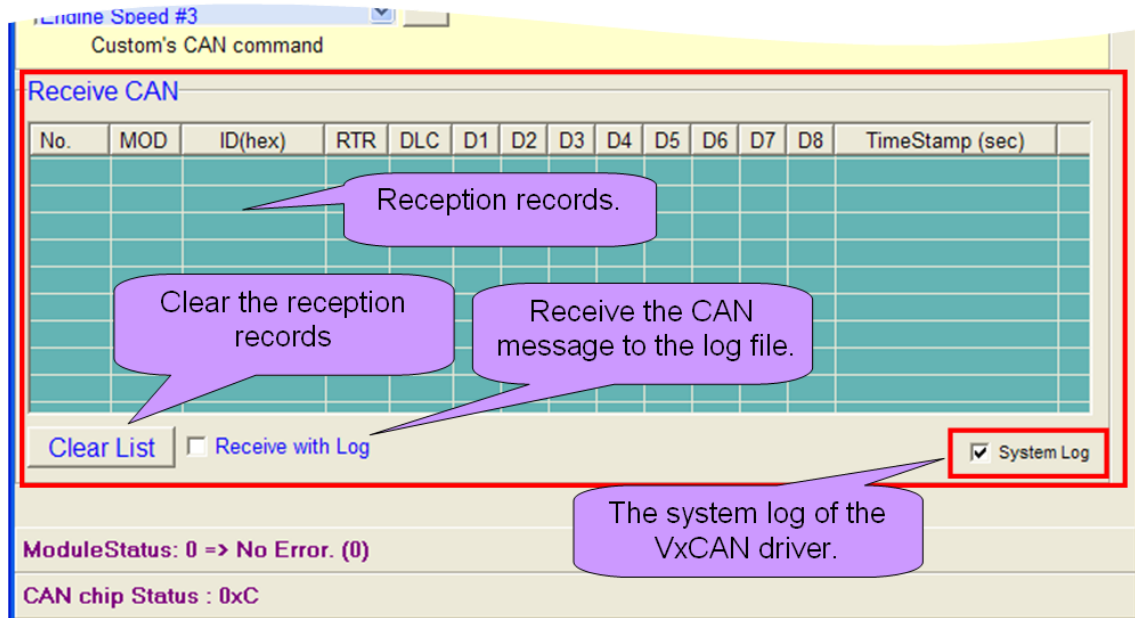 Engine Speed #3
Custom's CAN command
Receive CAN
No. MOD ID(hex) RTR DLC D1 D2 D3 D4 D5 D6 D7 D8 TimeStamp (sec)
Reception records.
Clear the reception
records
Receive the CAN
message to the log file.
Clear List Receive with Log System Log
The system log of the
VxCAN driver.
ModuleStatus: 0 => No Error. (0)
CAN chip Status : 0xC